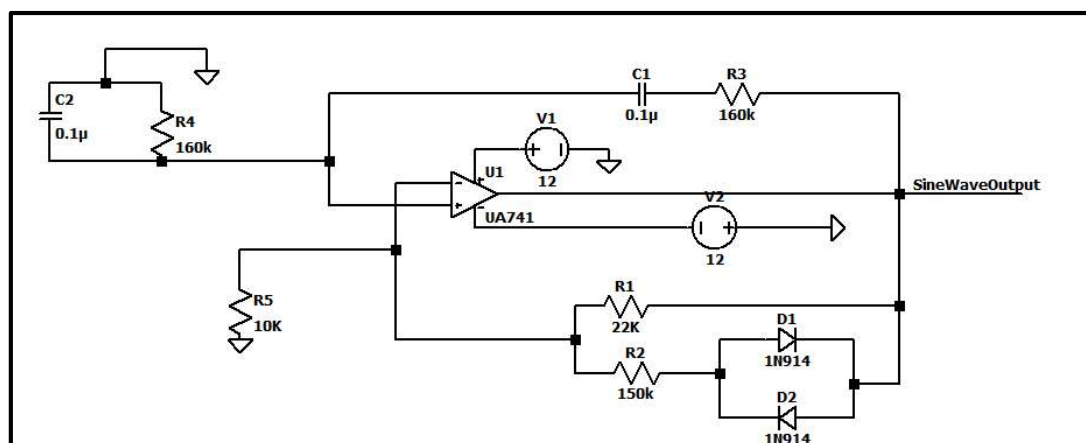 C2
0.1µ
R4
160k
C1
0.1µ
R3
160k
V1
12
U1
UA741
SineWaveOutput
V2
12
R5
10K
R1
22K
R2
150k
D1
1N914
D2
1N914